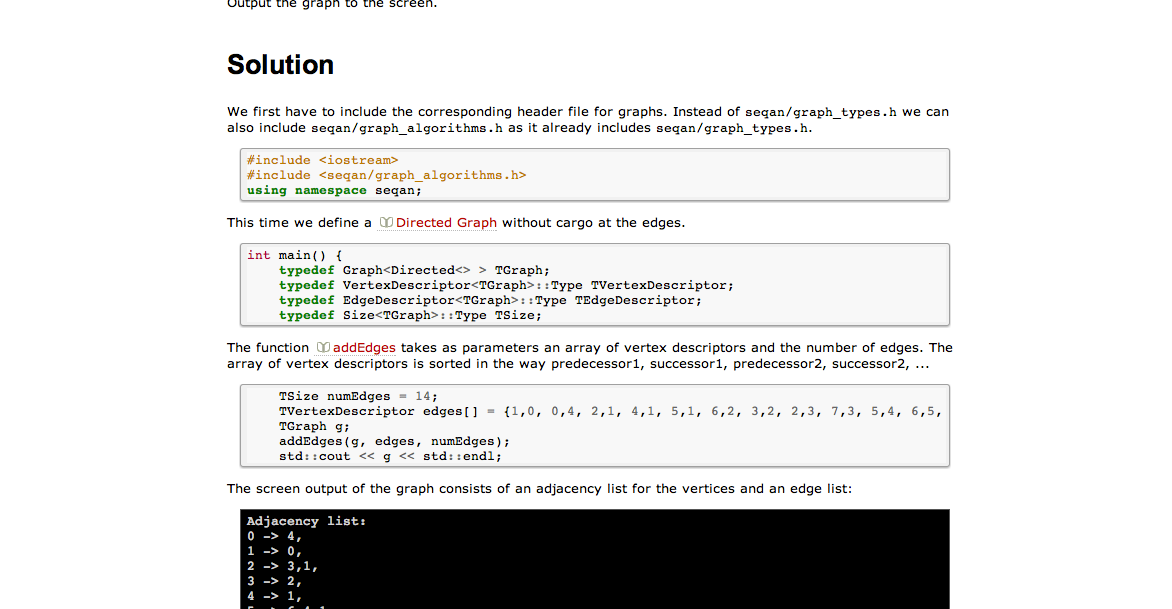 Output the graph to the screen.
Solution
We first have to include the corresponding header file for graphs. Instead of seqan/graph_types.h we can
also include seqan/graph_algorithms.h as it already includes seqan/graph_types.h.
#include <iostream>
#include <seqan/graph_algorithms.h>
using namespace seqan;
This time we define a Directed Graph without cargo at the edges.
int main() {
    typedef Graph<Directed<> > TGraph;
    typedef VertexDescriptor<TGraph>::Type TVertexDescriptor;
    typedef EdgeDescriptor<TGraph>::Type TEdgeDescriptor;
    typedef Size<TGraph>::Type TSize;
The function addEdges takes as parameters an array of vertex descriptors and the number of edges. The
array of vertex descriptors is sorted in the way predecessor1, successor1, predecessor2, successor2, ...
    TSize numEdges = 14;
    TVertexDescriptor edges[] = {1,0, 0,4, 2,1, 4,1, 5,1, 6,2, 3,2, 2,3, 7,3, 5,4, 6,5,
    TGraph g;
    addEdges(g, edges, numEdges);
    std::cout << g << std::endl;
The screen output of the graph consists of an adjacency list for the vertices and an edge list:
Adjacency list:
0 -> 4,
1 -> 0,
2 -> 3,1,
3 -> 2,
4 -> 1,